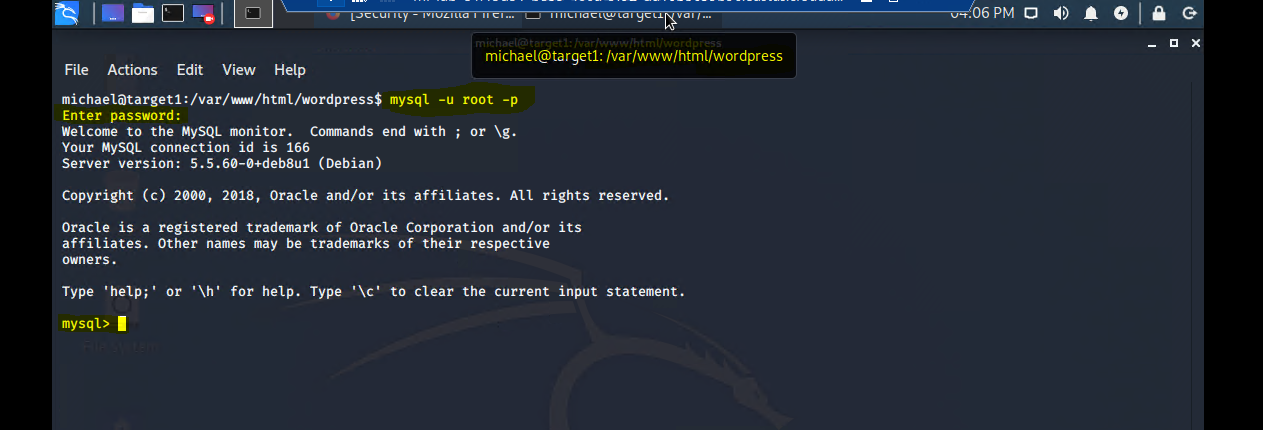 [Security - Mozilla Firef...
michael@target1:/var/...
04:06 PM
michael@target1: /var/www/html/wordpress
michael@target1: /var/www/html/wordpress
File Actions Edit View Help
michael@target1:/var/www/html/wordpress$ mysql -u root -p
Enter password:
Welcome to the MySQL monitor.  Commands end with ; or \g.
Your MySQL connection id is 166
Server version: 5.5.60-0+deb8u1 (Debian)
Copyright (c) 2000, 2018, Oracle and/or its affiliates. All rights reserved.
Oracle is a registered trademark of Oracle Corporation and/or its
affiliates. Other names may be trademarks of their respective
owners.
Type 'help;' or '\h' for help. Type '\c' to clear the current input statement.
mysql>
File System